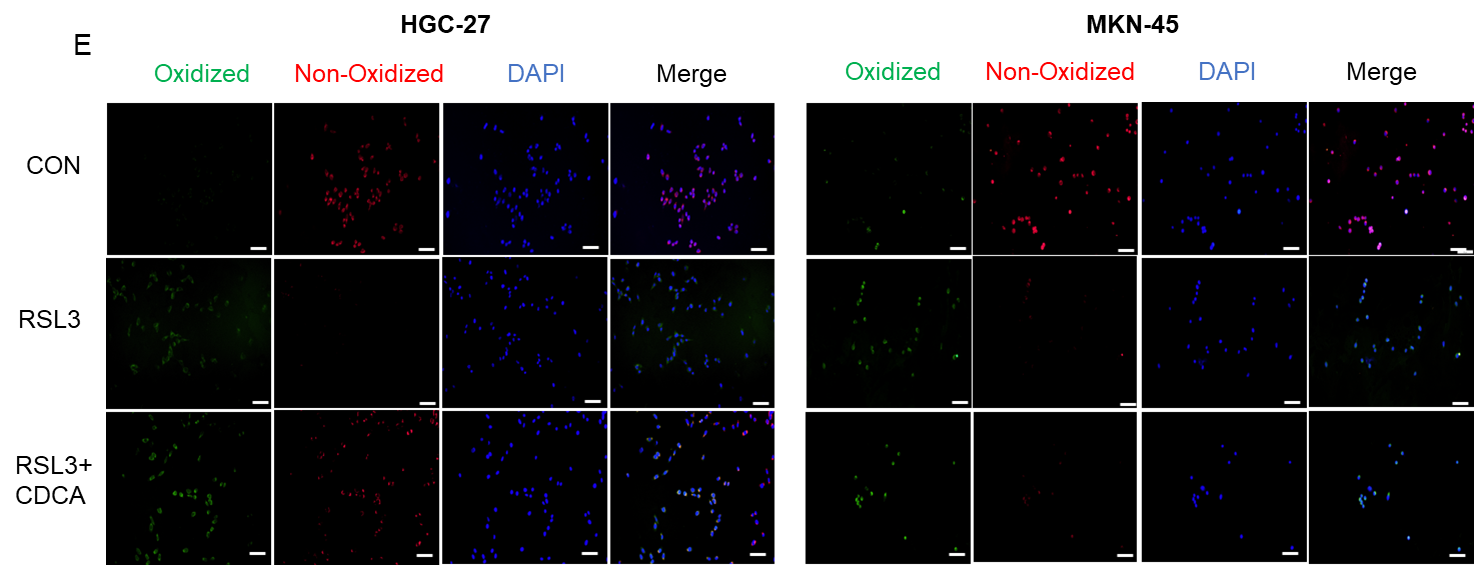 E
HGC-27
MKN-45
Oxidized Non-Oxidized DAPI Merge
Oxidized Non-Oxidized DAPI Merge
CON
RSL3
RSL3+
CDCA